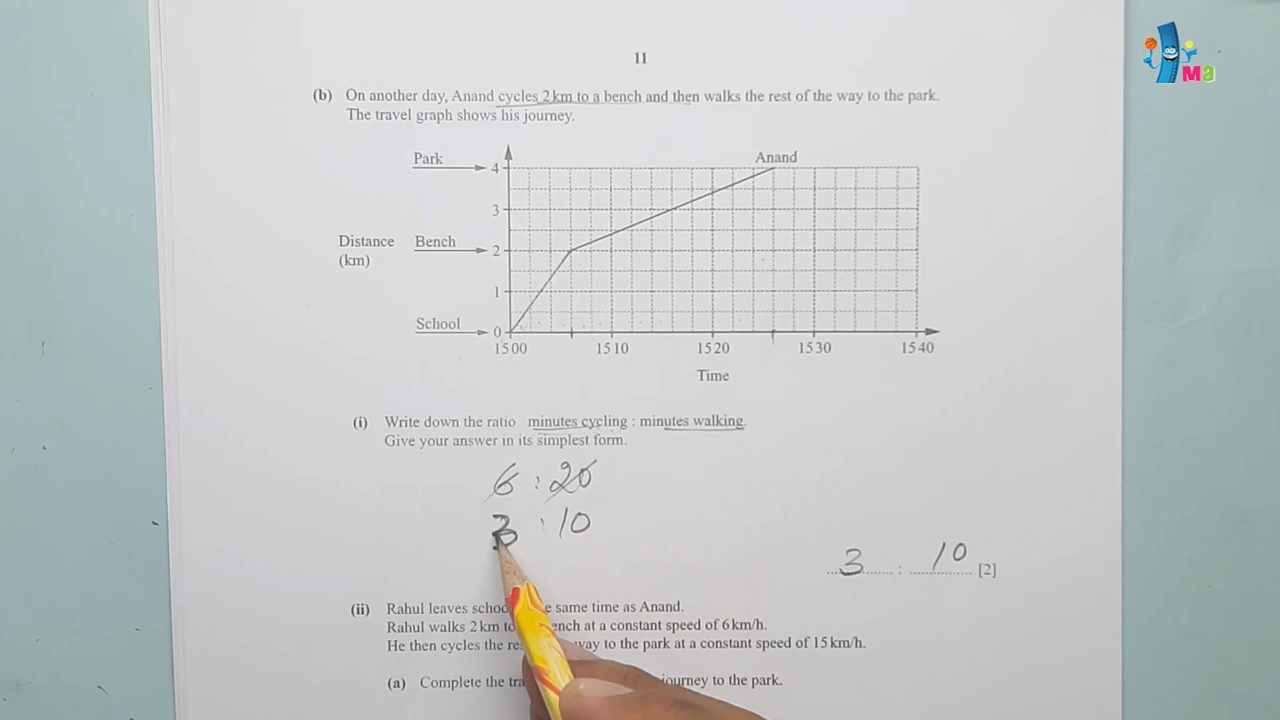 11
(b) On another day, Anand cycles 2 km to a bench and then walks the rest of the way to the park.
The travel graph shows his journey.
Park
4
Anand
3
Distance
(km)
Bench
2
1
School
0
1500 1510 1520 1530 1540
Time
(i) Write down the ratio minutes cycling : minutes walking.
Give your answer in its simplest form.
6 : 20
3 : 10
3 : 10 [2]
(ii) Rahul leaves school same time as Anand.
Rahul walks 2 km to bench at a constant speed of 6 km/h.
He then cycles the way to the park at a constant speed of 15 km/h.
(a) Complete the journey to the park.
Ma